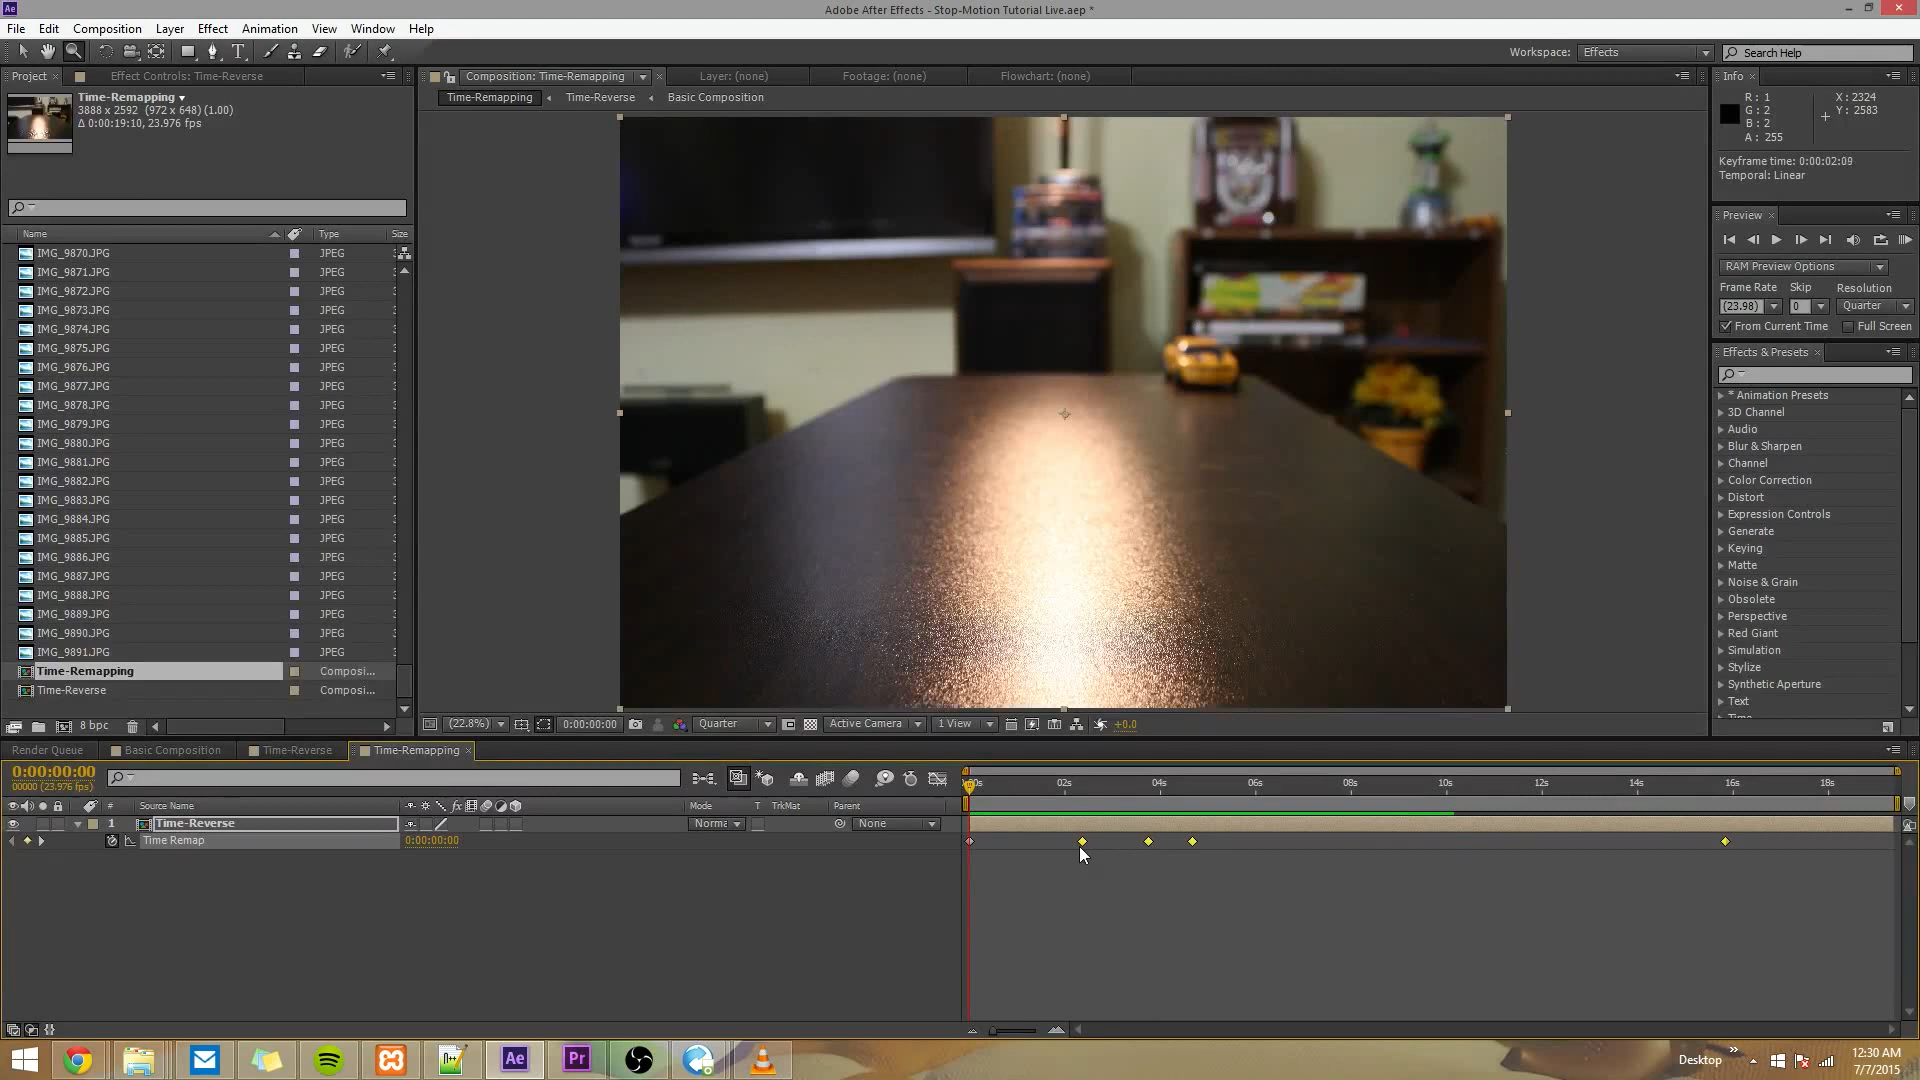 Ae
Adobe After Effects - Stop-Motion Tutorial Live.aep *
File Edit Composition Layer Effect Animation View Window Help
Workspace: Effects
Search Help
Project
Effect Controls: Time-Reverse
Composition: Time-Remapping
Layer: (none)
Footage: (none)
Flowchart: (none)
Time-Remapping
Time-Reverse
Basic Composition
Time-Remapping
3888 x 2592 (972 x 648) (1.00)
Δ 0:00:19:10, 23.976 fps
Name Type Size
IMG_9870.JPG JPEG
IMG_9871.JPG JPEG
IMG_9872.JPG JPEG
IMG_9873.JPG JPEG
IMG_9874.JPG JPEG
IMG_9875.JPG JPEG
IMG_9876.JPG JPEG
IMG_9877.JPG JPEG
IMG_9878.JPG JPEG
IMG_9879.JPG JPEG
IMG_9880.JPG JPEG
IMG_9881.JPG JPEG
IMG_9882.JPG JPEG
IMG_9883.JPG JPEG
IMG_9884.JPG JPEG
IMG_9885.JPG JPEG
IMG_9886.JPG JPEG
IMG_9887.JPG JPEG
IMG_9888.JPG JPEG
IMG_9889.JPG JPEG
IMG_9890.JPG JPEG
IMG_9891.JPG JPEG
Time-Remapping Composi...
Time-Reverse Composi...
8 bpc
(22.8%) 0:00:00:00 Quarter Active Camera 1 View +0.0
Info
R : 1 X : 2324
G : 2 Y : 2583
B : 2
A : 255
Keyframe time: 0:00:02:09
Temporal: Linear
Preview
RAM Preview Options
Frame Rate Skip Resolution
(23.98) 0 Quarter
From Current Time Full Screen
Effects & Presets
* Animation Presets
3D Channel
Audio
Blur & Sharpen
Channel
Color Correction
Distort
Expression Controls
Generate
Keying
Matte
Noise & Grain
Obsolete
Perspective
Red Giant
Simulation
Stylize
Synthetic Aperture
Text
Time
Render Queue Basic Composition Time-Reverse Time-Remapping
0:00:00:00
00000 (23.976 fps)
02s 04s 06s 08s 10s 12s 14s 16s 18s
# Source Name fx Mode T TrkMat Parent
1 Time-Reverse Norma None
Time Remap 0:00:00:00
Ae Pr
Desktop
12:30 AM
7/7/2015